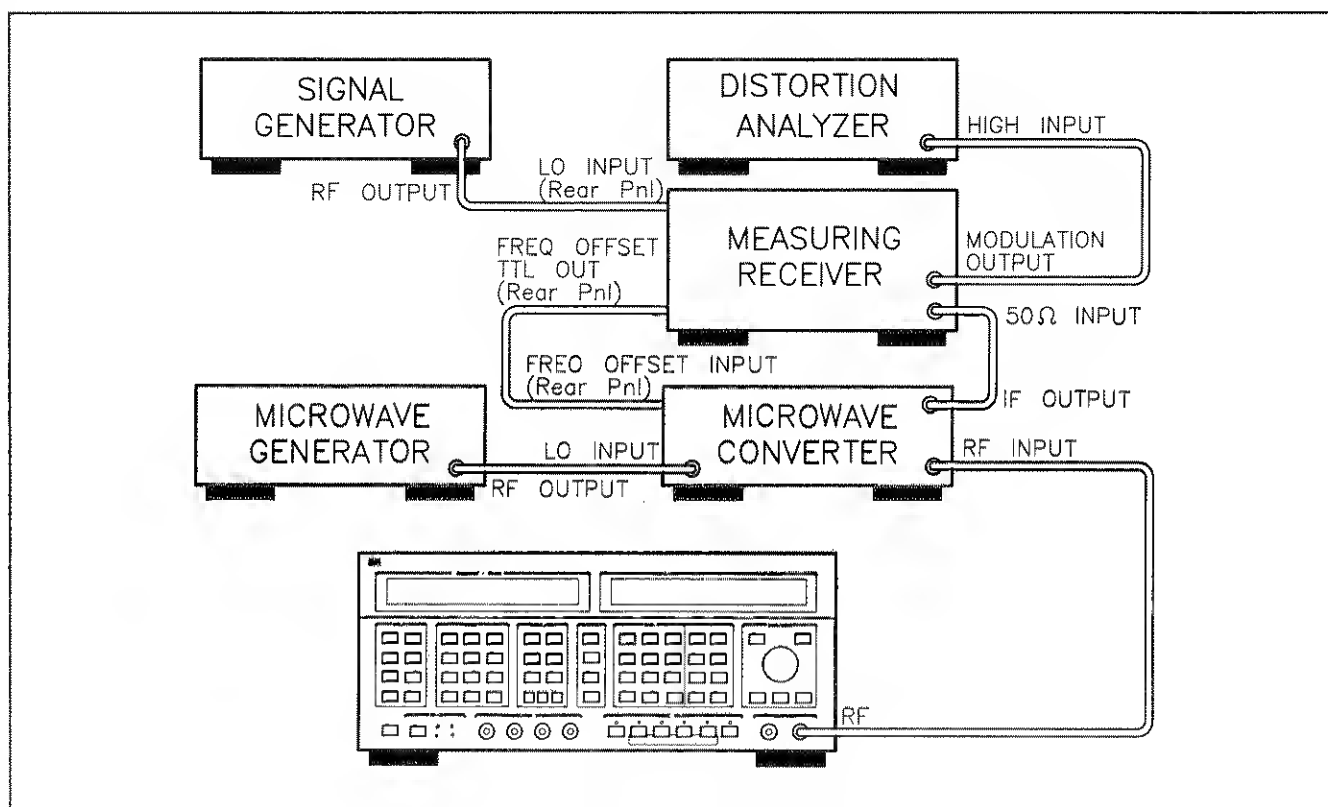 SIGNAL
GENERATOR
DISTORTION
ANALYZER
HIGH INPUT
RF OUTPUT
LO INPUT
(Rear Pnl)
FREQ OFFSET
TTL OUT
(Rear Pnl)
MEASURING
RECEIVER
MODULATION
OUTPUT
50Ω INPUT
FREQ OFFSET INPUT
(Rear Pnl)
MICROWAVE
GENERATOR
LO INPUT
RF OUTPUT
MICROWAVE
CONVERTER
IF OUTPUT
RF INPUT
RF